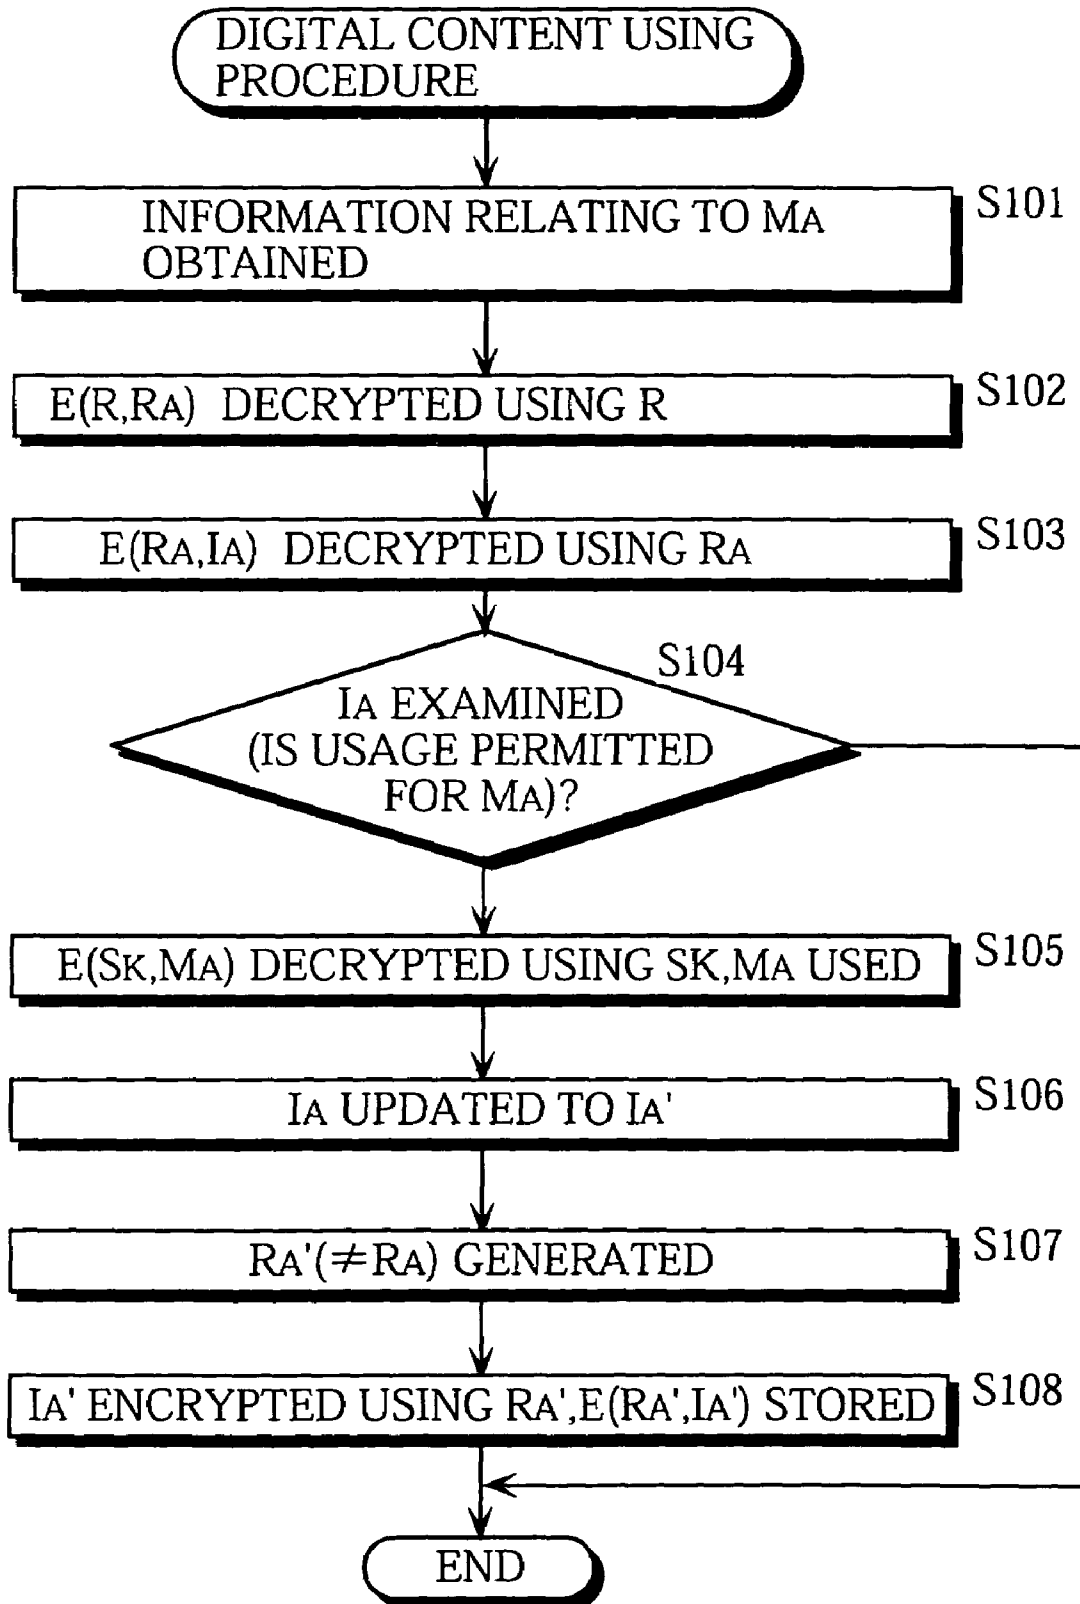 DIGITAL CONTENT USING
PROCEDURE
S101
INFORMATION RELATING TO MA
OBTAINED
S102
E(R,RA) DECRYPTED USING R
S103
E(RA,IA) DECRYPTED USING RA
S104
IA EXAMINED
(IS USAGE PERMITTED
FOR MA)?
S105
E(SK,MA) DECRYPTED USING SK,MA USED
S106
IA UPDATED TO IA'
S107
RA'(≠RA) GENERATED
S108
IA' ENCRYPTED USING RA',E(RA',IA') STORED
END